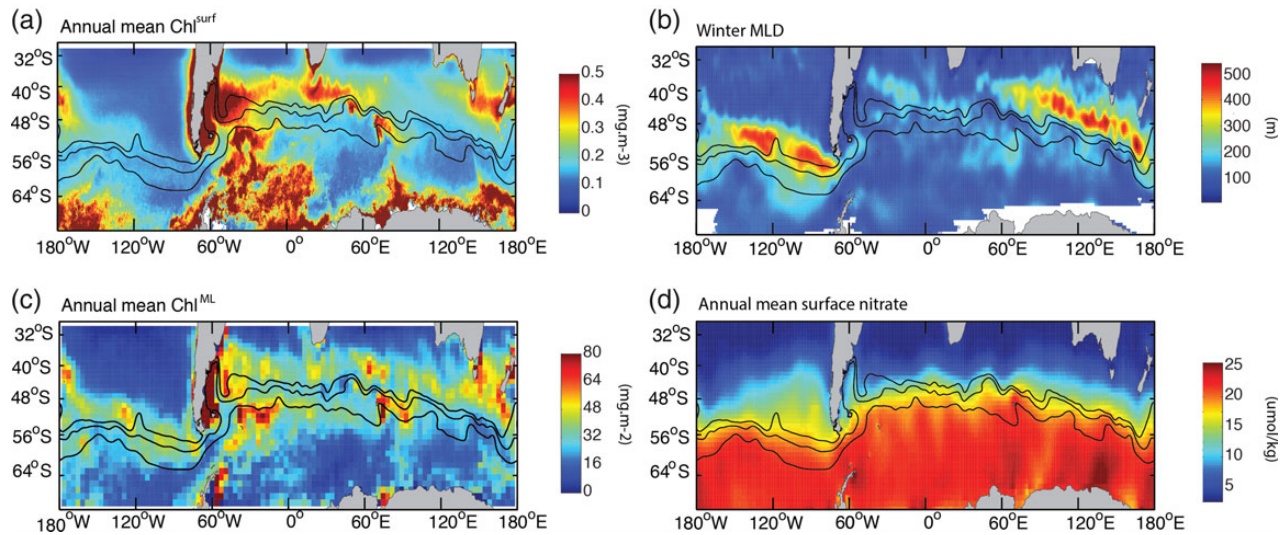 (a) Annual mean Chl^surf
32°S
40°S
48°S
56°S
64°S
180°W 120°W 60°W 0° 60°E 120°E 180°E
0.5
0.4
0.3
0.2
0.1
0
(mg.m-3)
(b) Winter MLD
32°S
40°S
48°S
56°S
64°S
180°W 120°W 60°W 0° 60°E 120°E 180°E
500
400
300
200
100
(m)
(c) Annual mean Chl^ML
32°S
40°S
48°S
56°S
64°S
180°W 120°W 60°W 0° 60°E 120°E 180°E
80
64
48
32
16
0
(mg.m-2)
(d) Annual mean surface nitrate
32°S
40°S
48°S
56°S
64°S
180°W 120°W 60°W 0° 60°E 120°E 180°E
25
20
15
10
5
(umol/kg)